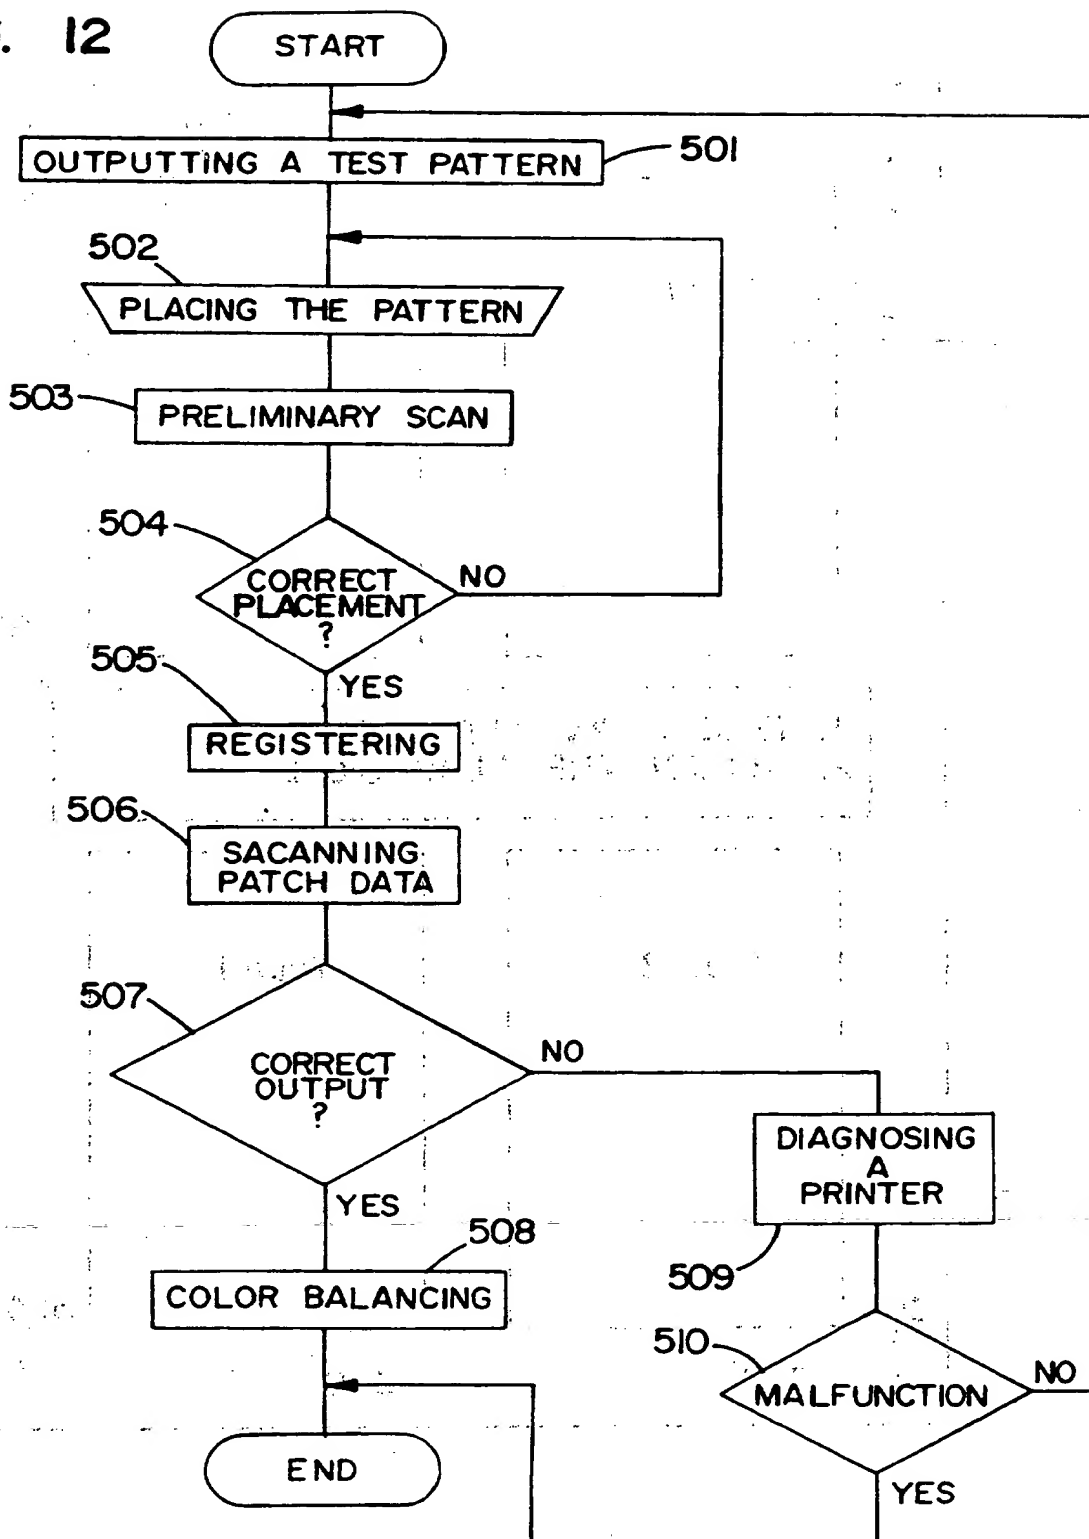 . 12
START
OUTPUTTING A TEST PATTERN
501
502
PLACING THE PATTERN
503
PRELIMINARY SCAN
504
CORRECT
PLACEMENT
?
NO
505
YES
REGISTERING
506
SACANNING
PATCH DATA
507
CORRECT
OUTPUT
?
NO
DIAGNOSING
A
PRINTER
YES
508
509
COLOR BALANCING
510
MALFUNCTION
NO
END
YES